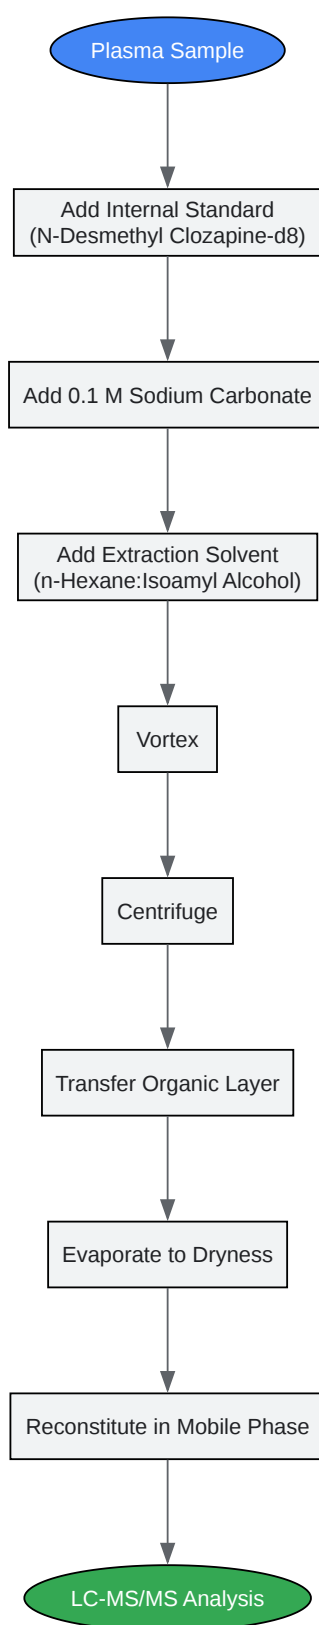 Plasma Sample
Add Internal Standard
(N-Desmethyl Clozapine-d8)
Add 0.1 M Sodium Carbonate
Add Extraction Solvent
(n-Hexane:Isoamyl Alcohol)
Vortex
Centrifuge
Transfer Organic Layer
Evaporate to Dryness
Reconstitute in Mobile Phase
LC-MS/MS Analysis